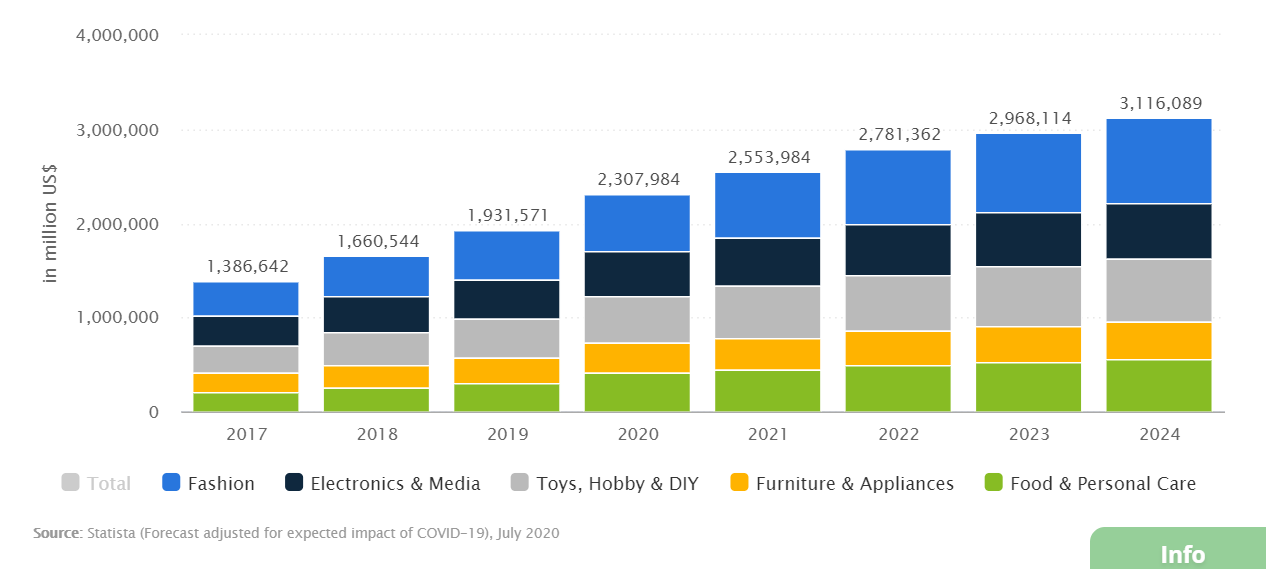 4,000,000
3,000,000
2,000,000
1,000,000
0
in million US$
1,386,642
1,660,544
1,931,571
2,307,984
2,553,984
2,781,362
2,968,114
3,116,089
2017 2018 2019 2020 2021 2022 2023 2024
Total Fashion Electronics & Media Toys, Hobby & DIY Furniture & Appliances Food & Personal Care
Source: Statista (Forecast adjusted for expected impact of COVID-19), July 2020
Info